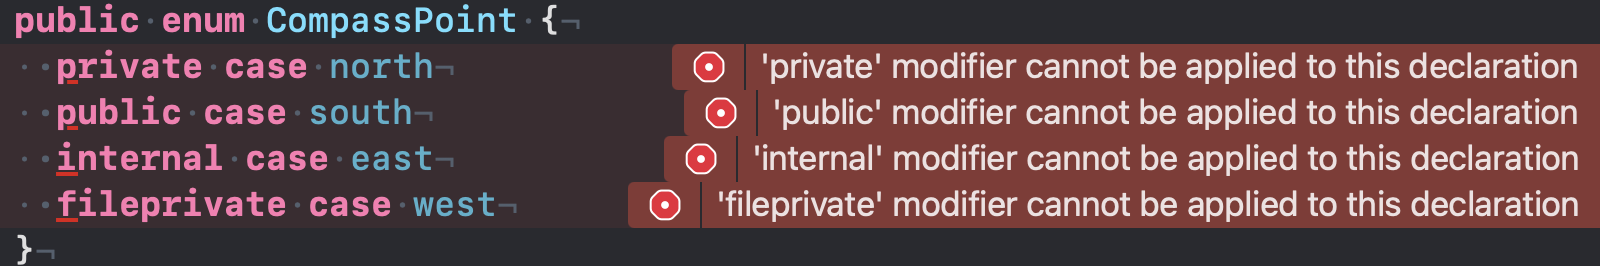 public enum CompassPoint {
private case north 'private' modifier cannot be applied to this declaration
public case south 'public' modifier cannot be applied to this declaration
internal case east 'internal' modifier cannot be applied to this declaration
fileprivate case west 'fileprivate' modifier cannot be applied to this declaration
}